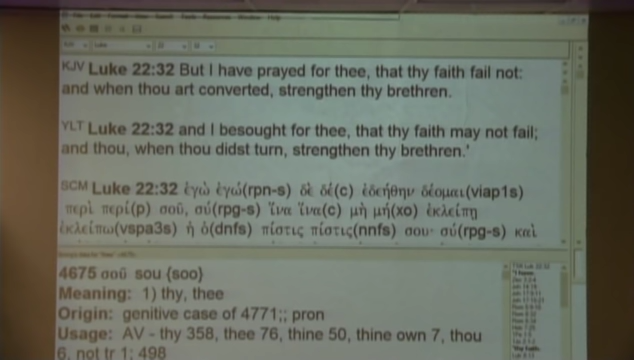 KJV Luke 22:32 But I have prayed for thee, that thy faith fail not:
and when thou art converted, strengthen thy brethren.
YLT Luke 22:32 and I besought for thee, that thy faith may not fail;
and thou, when thou didst turn, strengthen thy brethren.'
SCM Luke 22:32 ἐγὼ ἐγώ(rpn-s) δὲ δέ(c) ἐδεήθην δέομαι(viap1s)
περὶ περί(p) σοῦ, σύ(rpg-s) ἵνα ἵνα(c) μὴ μή(xo) ἐκλείπῃ
ἐκλείπω(vspa3s) ἡ ὁ(dnfs) πίστις πίστις(nnfs) σου· σύ(rpg-s) καὶ
4675 σοῦ sou {soo}
Meaning: 1) thy, thee
Origin: genitive case of 4771;; pron
Usage: AV - thy 358, thee 76, thine 50, thine own 7, thou
6, not tr 1; 498